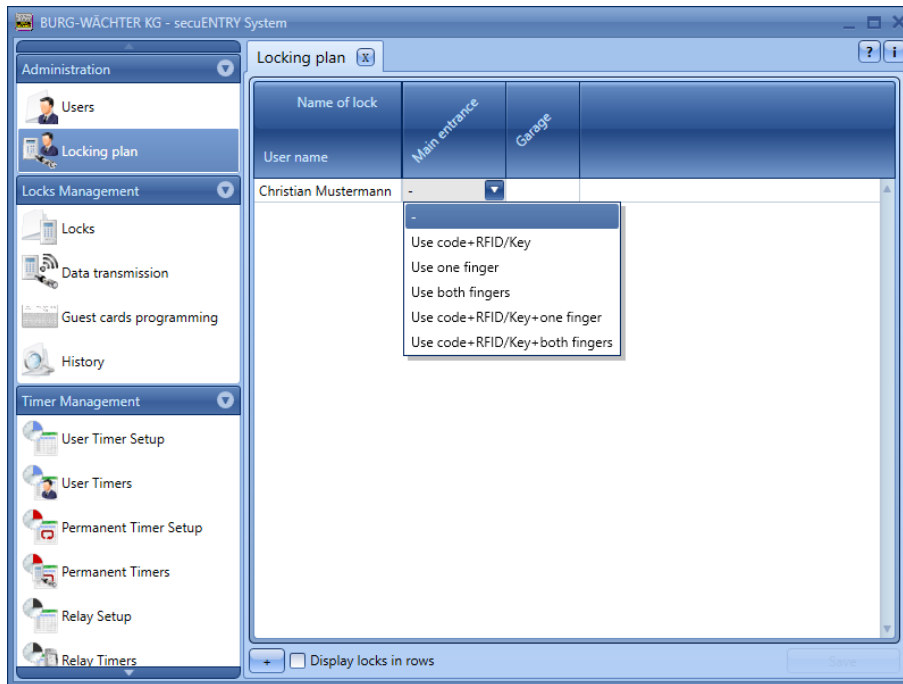 BURG-WÄCHTER KG - secuENTRY System
Administration
Users
Locking plan
Locks Management
Locks
Data transmission
Guest cards programming
History
Timer Management
User Timer Setup
User Timers
Permanent Timer Setup
Permanent Timers
Relay Setup
Relay Timers
Locking plan x
? i
Name of lock
User name
Main entrance
Garage
Christian Mustermann -
-
Use code+RFID/Key
Use one finger
Use both fingers
Use code+RFID/Key+one finger
Use code+RFID/Key+both fingers
+ Display locks in rows
Save